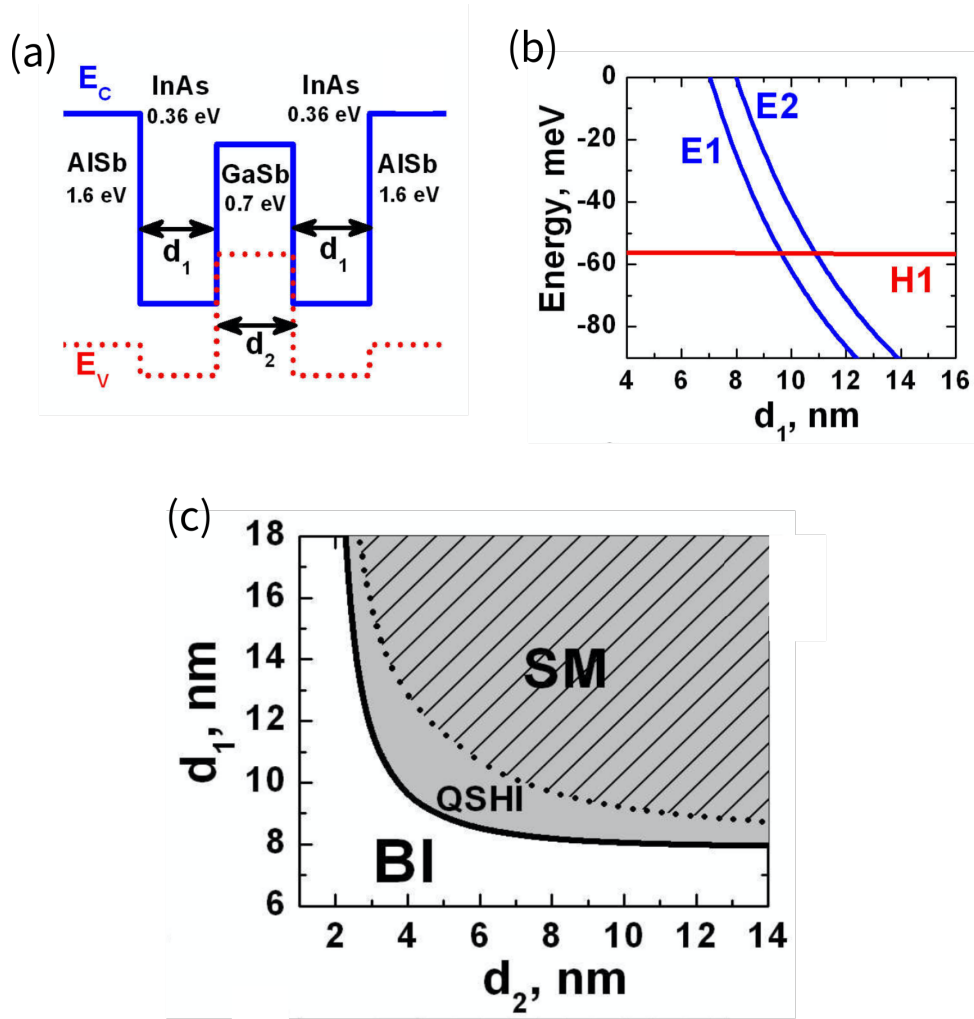 (a)
E_C
InAs
0.36 eV
InAs
0.36 eV
AlSb
1.6 eV
GaSb
0.7 eV
AlSb
1.6 eV
d_1
d_1
d_2
E_V
(b)
Energy, meV
0
-20
-40
-60
-80
E1
E2
H1
4 6 8 10 12 14 16
d_1, nm
(c)
d_1, nm
18
16
14
12
10
8
6
SM
QSHI
BI
2 4 6 8 10 12 14
d_2, nm